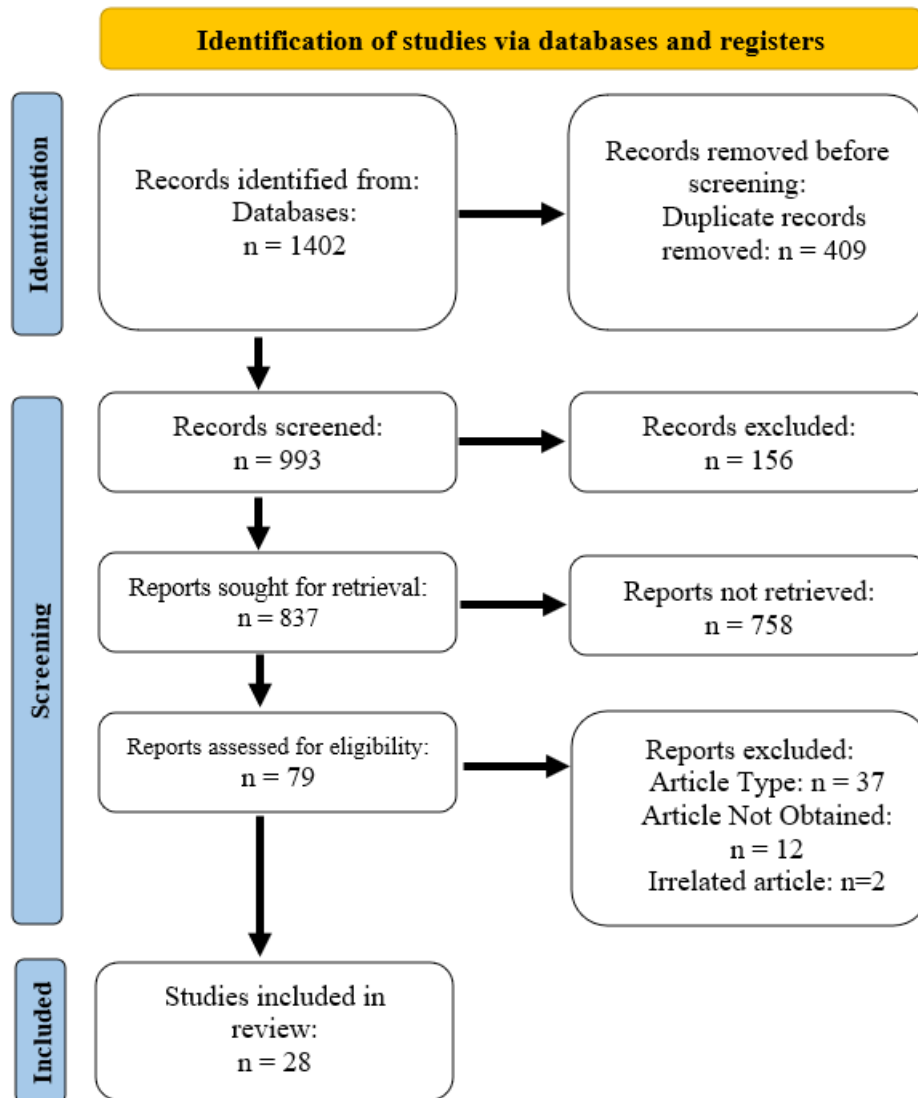 Identification of studies via databases and registers
Identification
Records identified from:
Databases:
n = 1402
Records removed before
screening:
Duplicate records
removed: n = 409
Screening
Records screened:
n = 993
Records excluded:
n = 156
Reports sought for retrieval:
n = 837
Reports not retrieved:
n = 758
Reports assessed for eligibility:
n = 79
Reports excluded:
Article Type: n = 37
Article Not Obtained:
n = 12
Irrelated article: n=2
Included
Studies included in
review:
n = 28